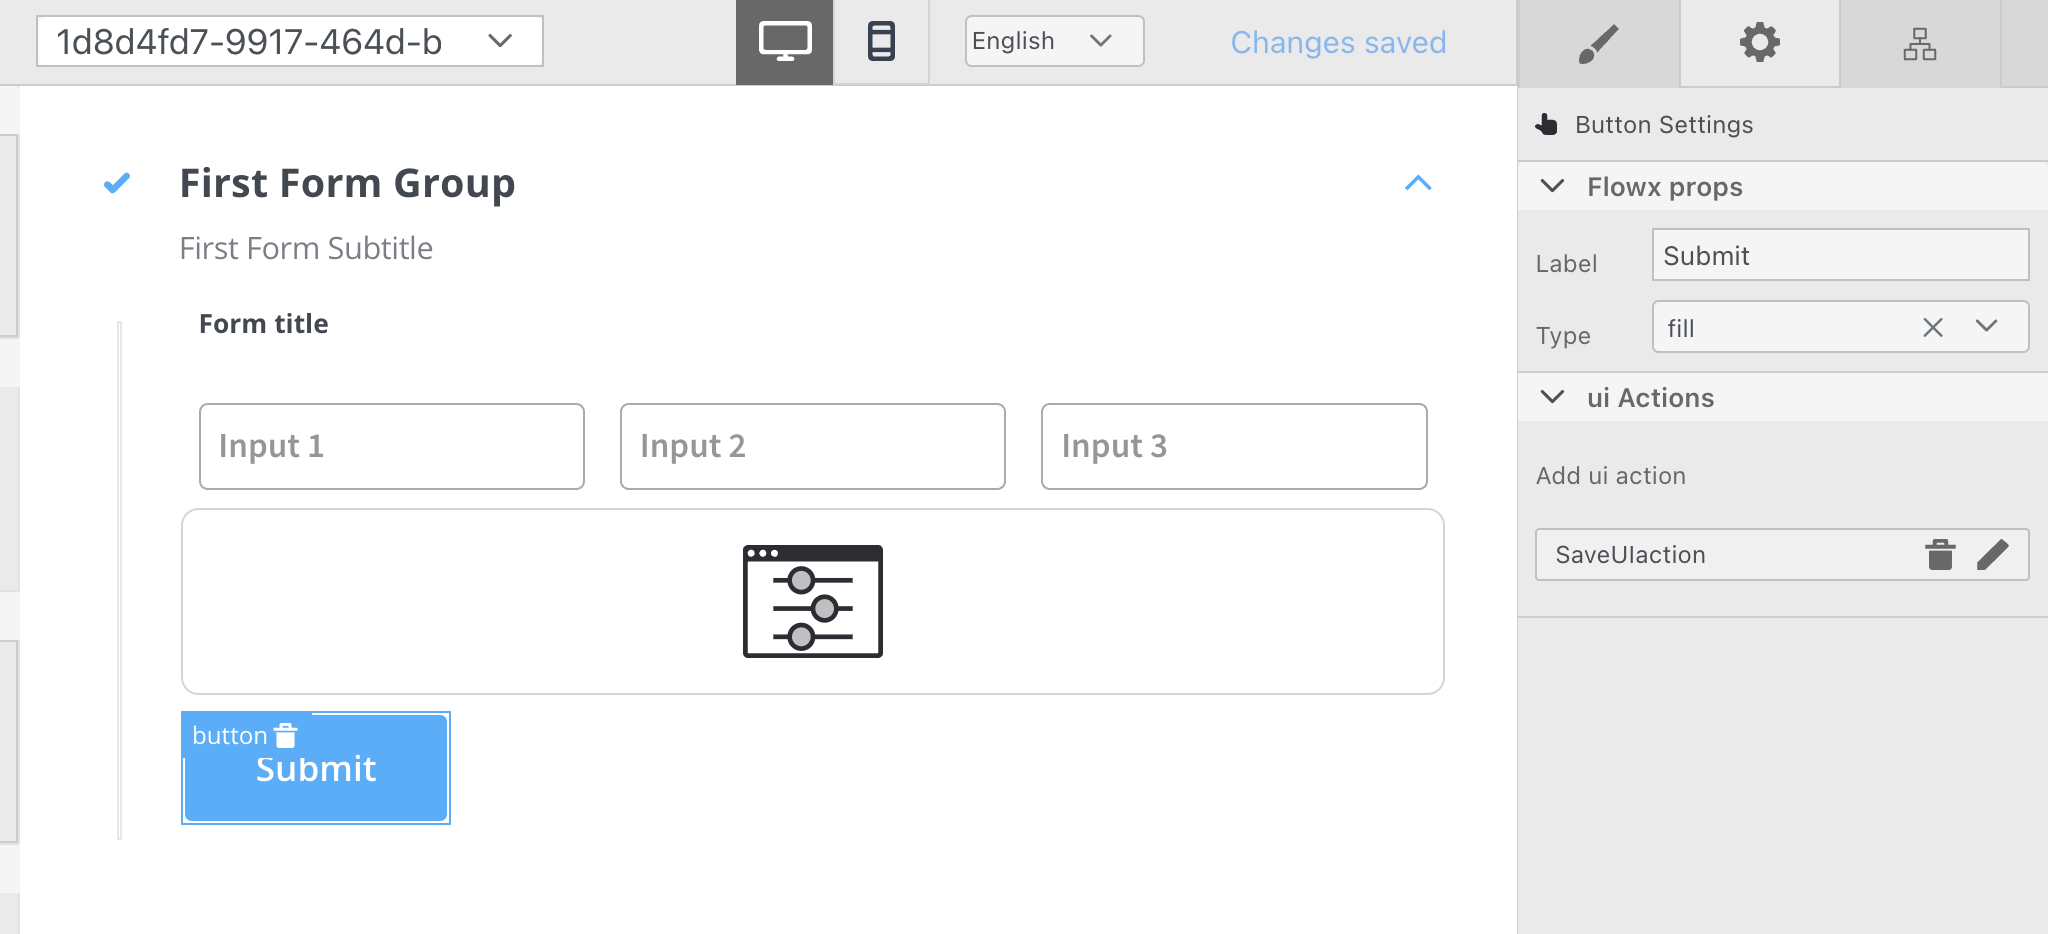 1d8d4fd7-9917-464d-b
English
Changes saved
First Form Group
First Form Subtitle
Form title
Input 1
Input 2
Input 3
button
Submit
Button Settings
Flowx props
Label
Submit
Type
fill
ui Actions
Add ui action
SaveUIaction